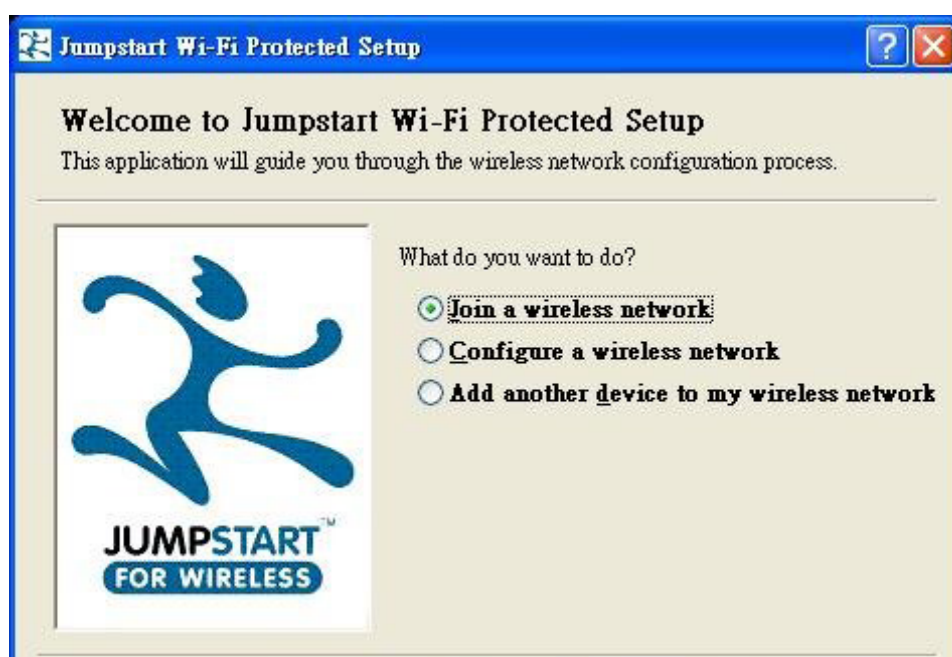 Jumpstart Wi-Fi Protected Setup
Welcome to Jumpstart Wi-Fi Protected Setup
This application will guide you through the wireless network configuration process.
What do you want to do?
Join a wireless network
Configure a wireless network
Add another device to my wireless network
JUMPSTART™
FOR WIRELESS